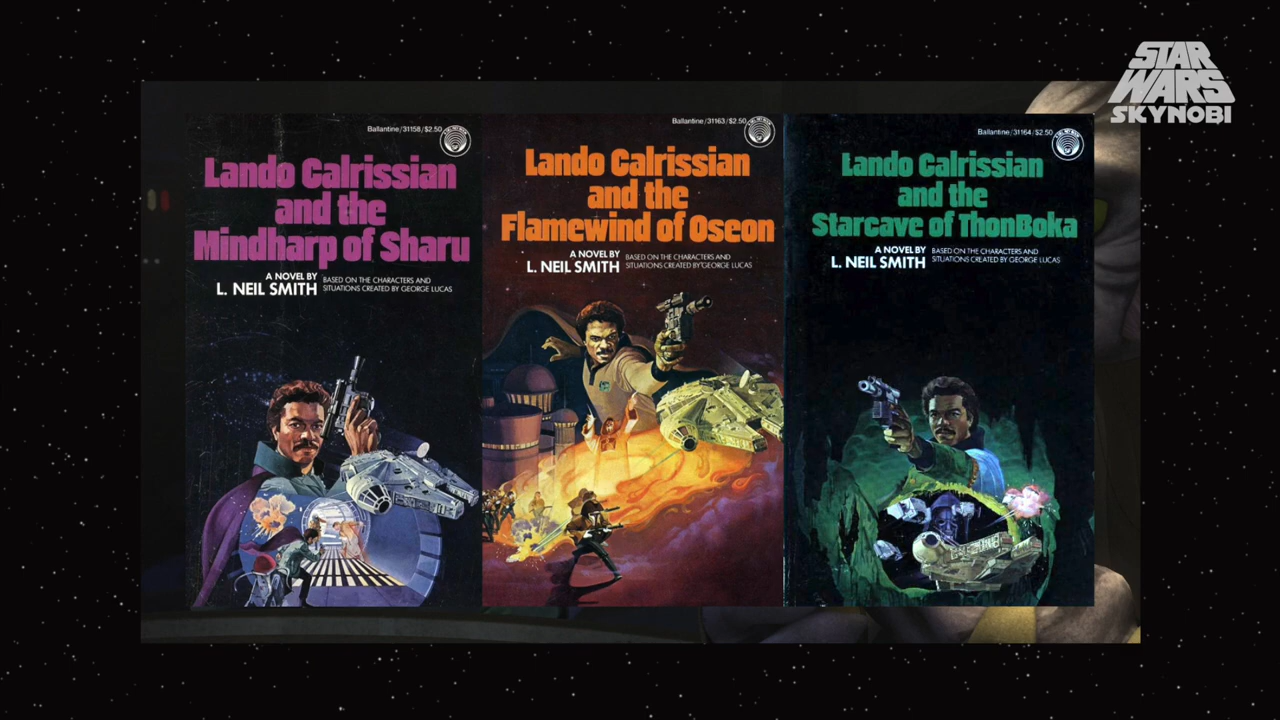 STAR
WARS
SKYNOBI
Ballantine/31158/$2.50
Lando Calrissian
and the
Mindharp of Sharu
A NOVEL BY
L. NEIL SMITH
BASED ON THE CHARACTERS AND
SITUATIONS CREATED BY GEORGE LUCAS
Ballantine/31163/$2.50
Lando Calrissian
and the
Flamewind of Oseon
A NOVEL BY
L. NEIL SMITH
BASED ON THE CHARACTERS AND
SITUATIONS CREATED BY GEORGE LUCAS
Ballantine/31164/$2.50
Lando Calrissian
and the
Starcave of ThonBoka
A NOVEL BY
L. NEIL SMITH
BASED ON THE CHARACTERS AND
SITUATIONS CREATED BY GEORGE LUCAS